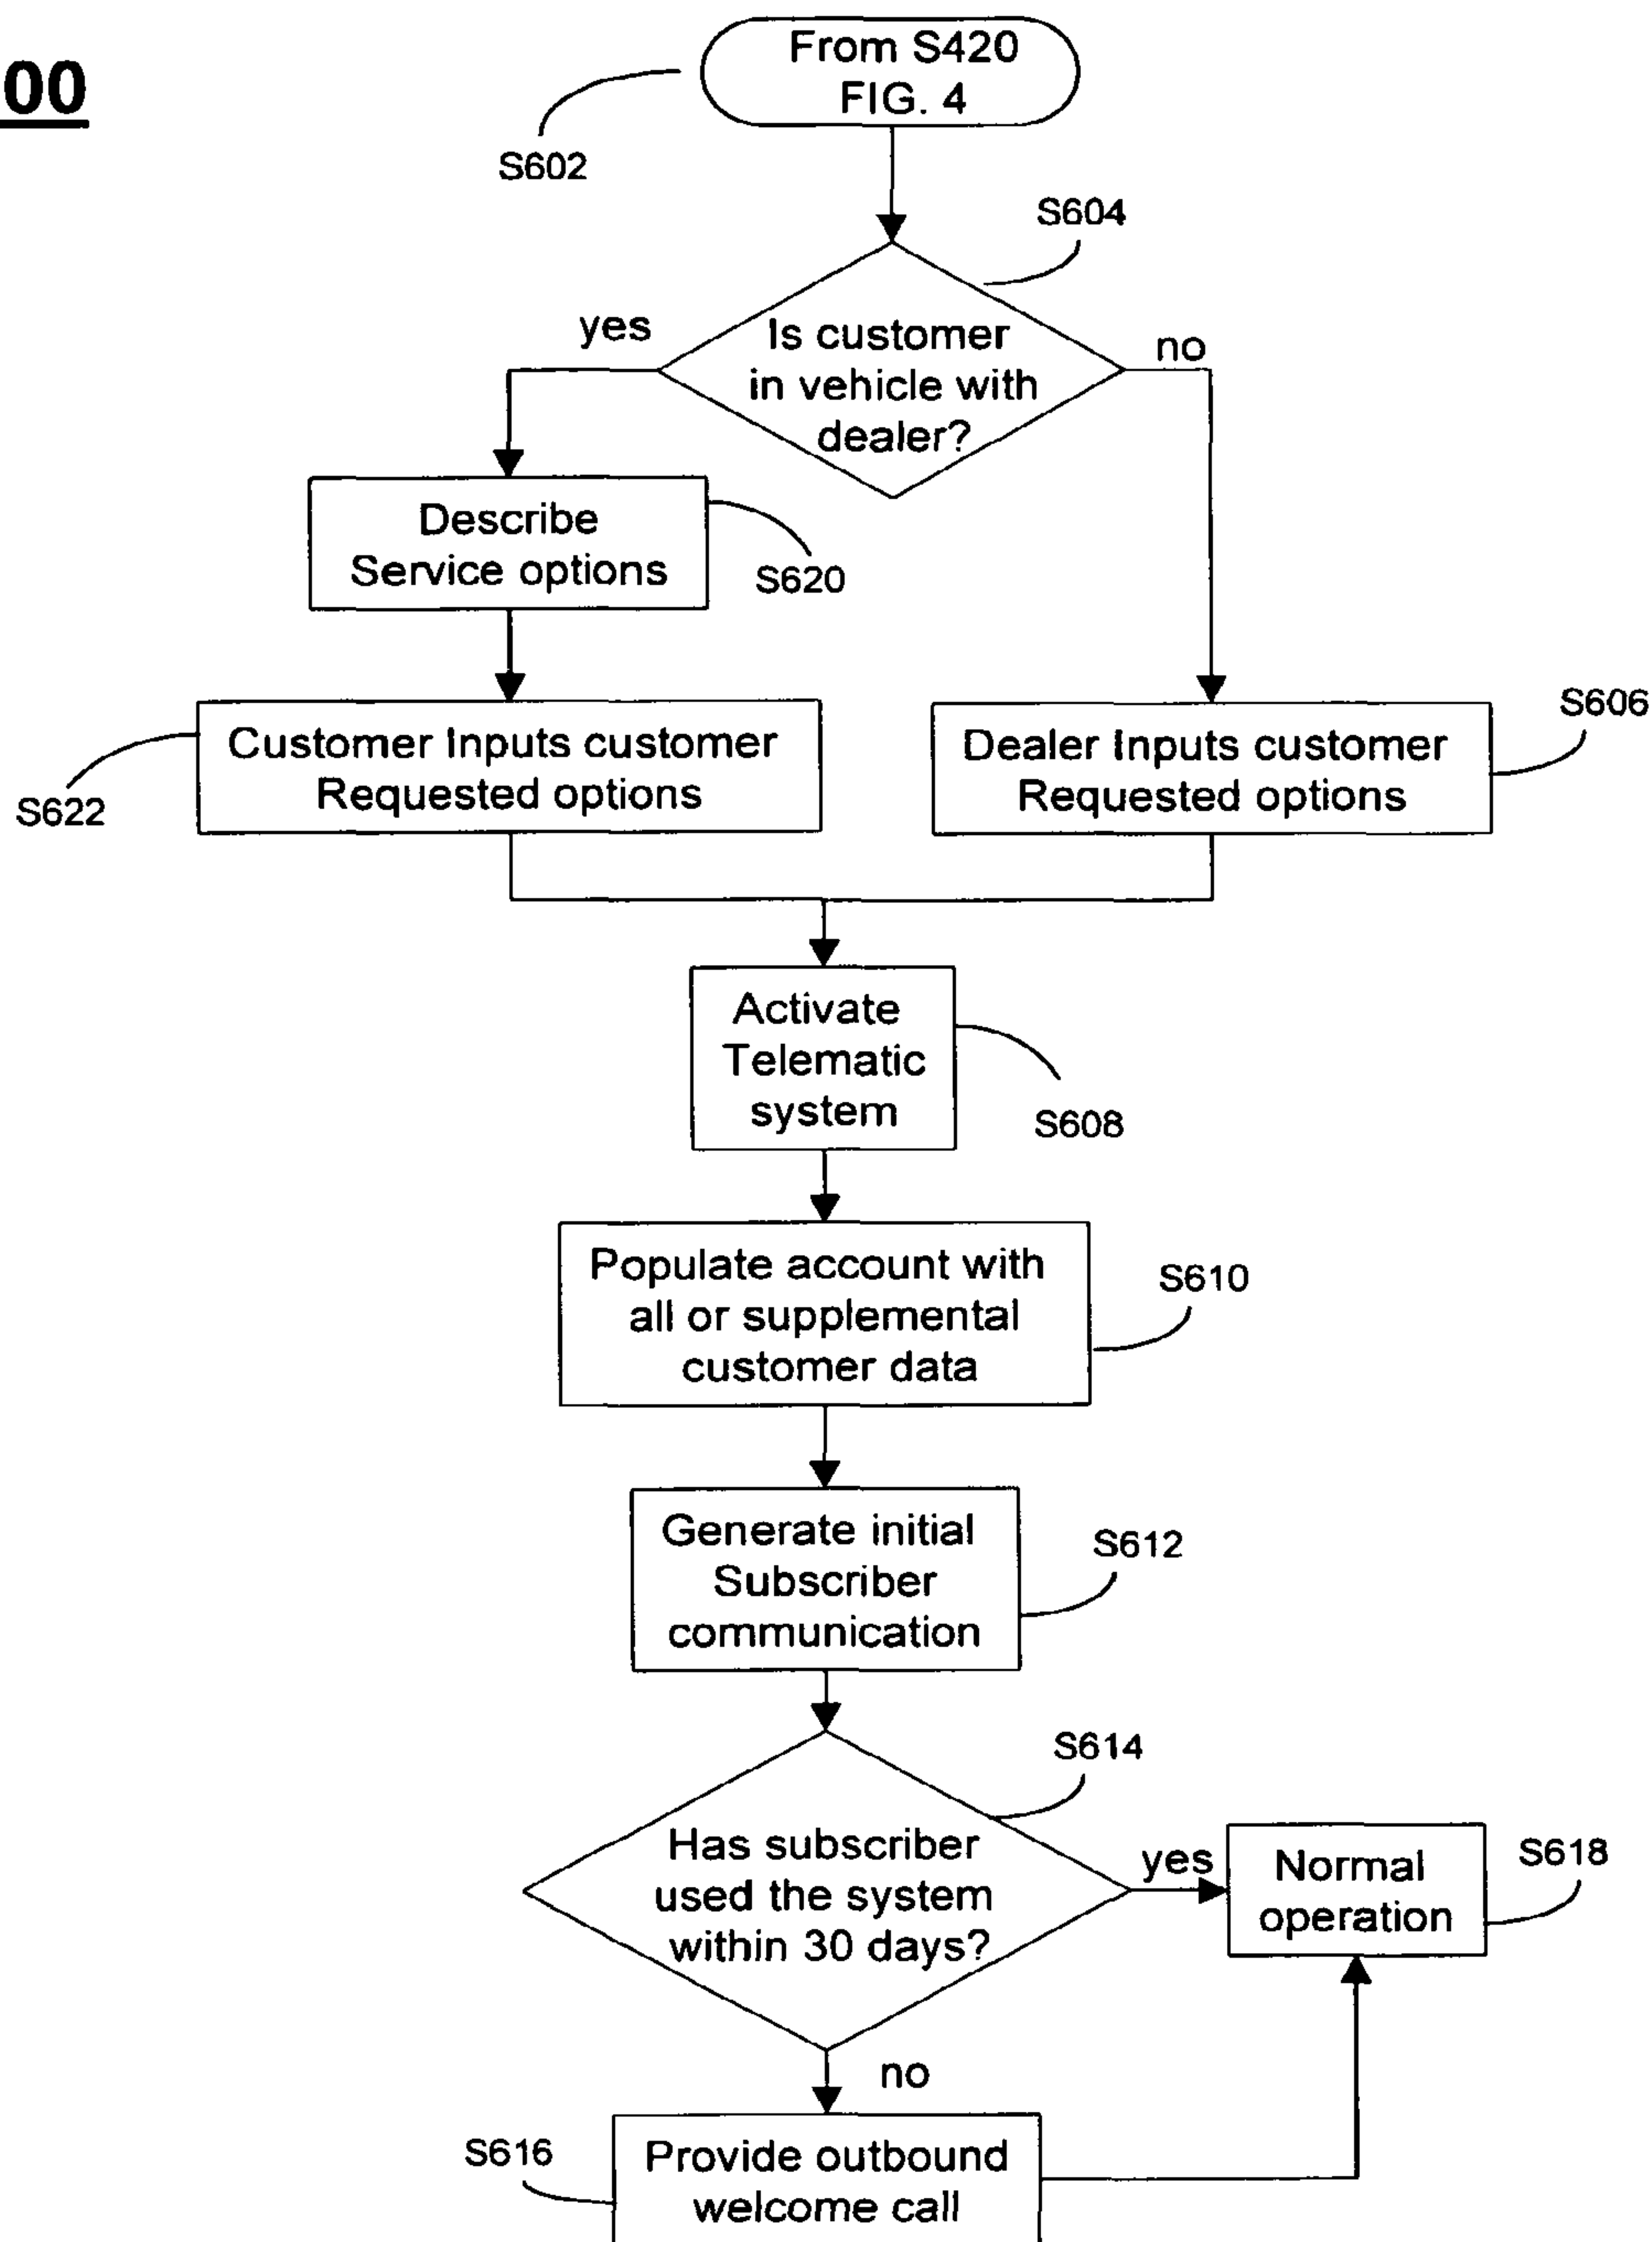 00
From S420
FIG. 4
S602
S604
yes
Is customer
in vehicle with
dealer?
no
Describe
Service options
S620
S606
Customer Inputs customer
Requested options
S622
Dealer Inputs customer
Requested options
Activate
Telematic
system
S608
Populate account with
all or supplemental
customer data
S610
Generate initial
Subscriber
communication
S612
S614
Has subscriber
used the system
within 30 days?
yes
Normal
operation
S618
no
S616
Provide outbound
welcome call